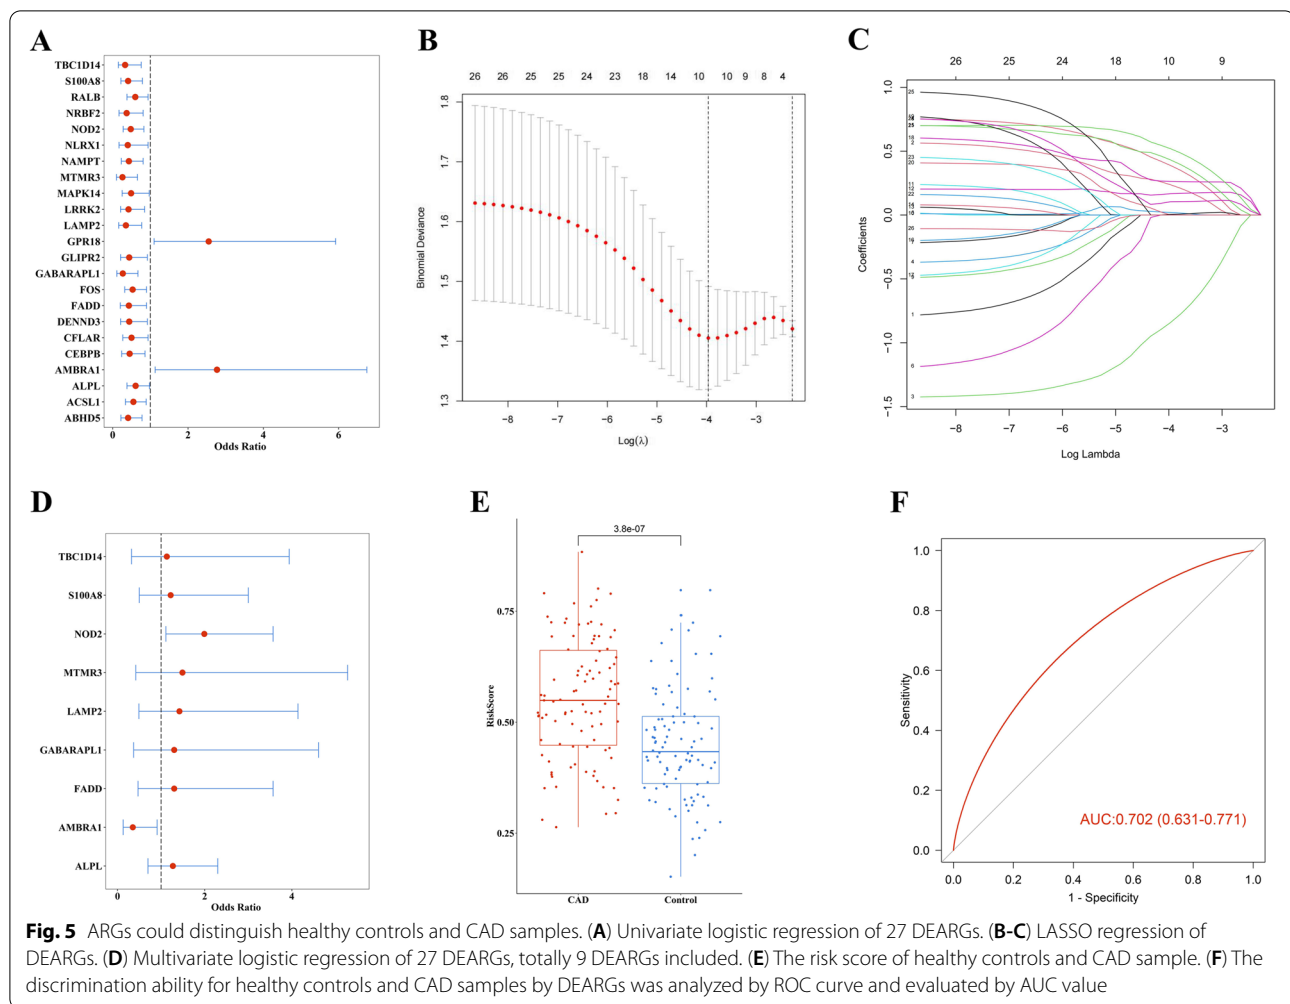 A
TBC1D14
S100A8
RALB
NRBF2
NOD2
NLRX1
NAMPT
MTMR3
MAPK14
LRRK2
LAMP2
GPR18
GLIPR2
GABARAPL1
FOS
FADD
DENND3
CFLAR
CEBPB
AMBRA1
ALPL
ACSL1
ABHD5
0 2 4 6
Odds Ratio
B
26 26 25 25 24 23 18 14 10 10 9 8 4
Binomial Deviance
1.8
1.7
1.6
1.5
1.4
1.3
−8 −7 −6 −5 −4 −3
Log(λ)
C
26 25 24 18 10 9
Coefficients
1.0
0.5
0.0
−0.5
−1.0
−1.5
2
23
20
22
26
4
1
6
3
−8 −7 −6 −5 −4 −3
Log Lambda
D
TBC1D14
S100A8
NOD2
MTMR3
LAMP2
GABARAPL1
FADD
AMBRA1
ALPL
0 2 4
Odds Ratio
E
3.8e-07
RiskScore
0.75
0.50
0.25
CAD Control
F
Sensitivity
1.0
0.8
0.6
0.4
0.2
0.0
AUC:0.702 (0.631-0.771)
0.0 0.2 0.4 0.6 0.8 1.0
1 - Specificity
Fig. 5 ARGs could distinguish healthy controls and CAD samples. (A) Univariate logistic regression of 27 DEARGs. (B-C) LASSO regression of
DEARGs. (D) Multivariate logistic regression of 27 DEARGs, totally 9 DEARGs included. (E) The risk score of healthy controls and CAD sample. (F) The
discrimination ability for healthy controls and CAD samples by DEARGs was analyzed by ROC curve and evaluated by AUC value